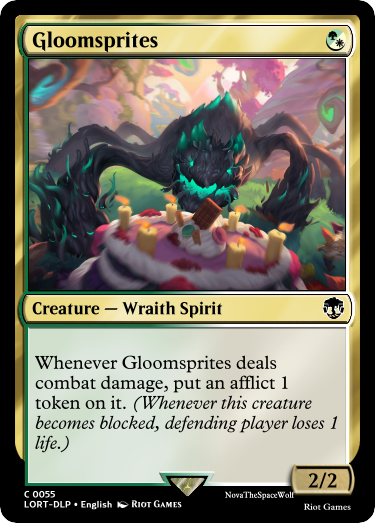 Gloomsprites
Creature — Wraith Spirit
Whenever Gloomsprites deals
combat damage, put an afflict 1
token on it. (Whenever this creature
becomes blocked, defending player loses 1
life.)
2/2
C 0055
LORT-DLP • English RIOT GAMES
NovaTheSpaceWolf
Riot Games